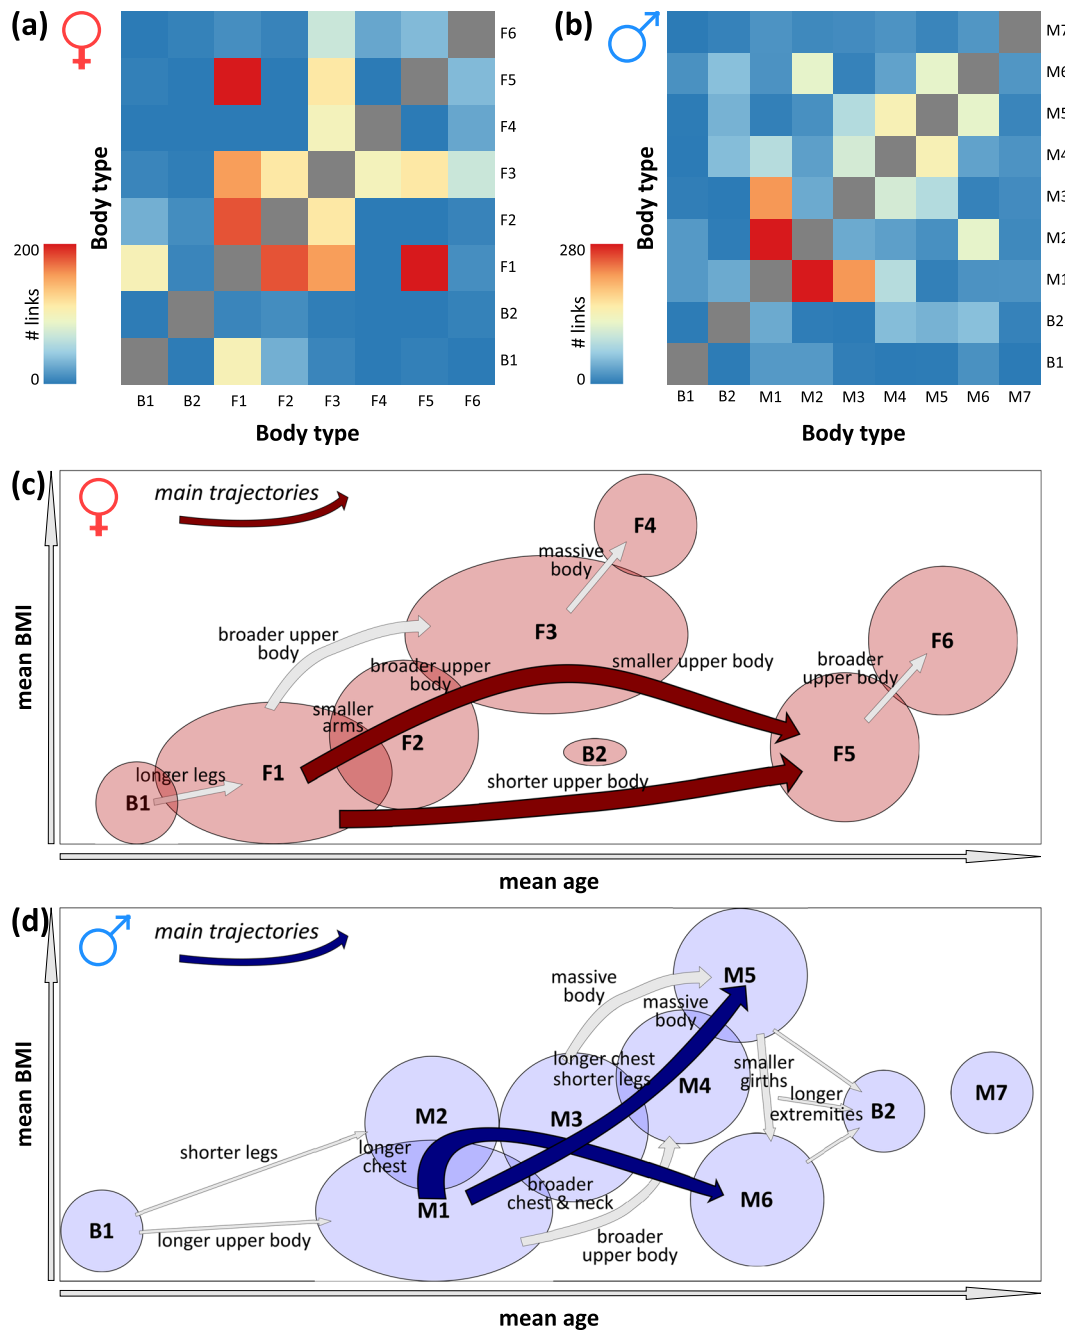 (a)
Body type
F6
F5
F4
F3
F2
F1
B2
B1
200
# links
0
B1 B2 F1 F2 F3 F4 F5 F6
Body type
(b)
Body type
M7
M6
M5
M4
M3
M2
M1
B2
B1
280
# links
0
B1 B2 M1 M2 M3 M4 M5 M6 M7
Body type
(c)
main trajectories
mean BMI
F4
massive
body
F3
broader upper
body
F6
broader
upper body
broader upper
body
smaller upper body
smaller
arms
F2
B2
F5
longer legs
F1
B1
shorter upper body
mean age
(d)
main trajectories
mean BMI
M5
massive
body
massive
body
longer chest
shorter legs
M4
smaller
girths
longer
extremities
B2
M7
M2
M3
longer
chest
shorter legs
broader
chest & neck
M6
M1
B1
longer upper body
broader
upper body
mean age